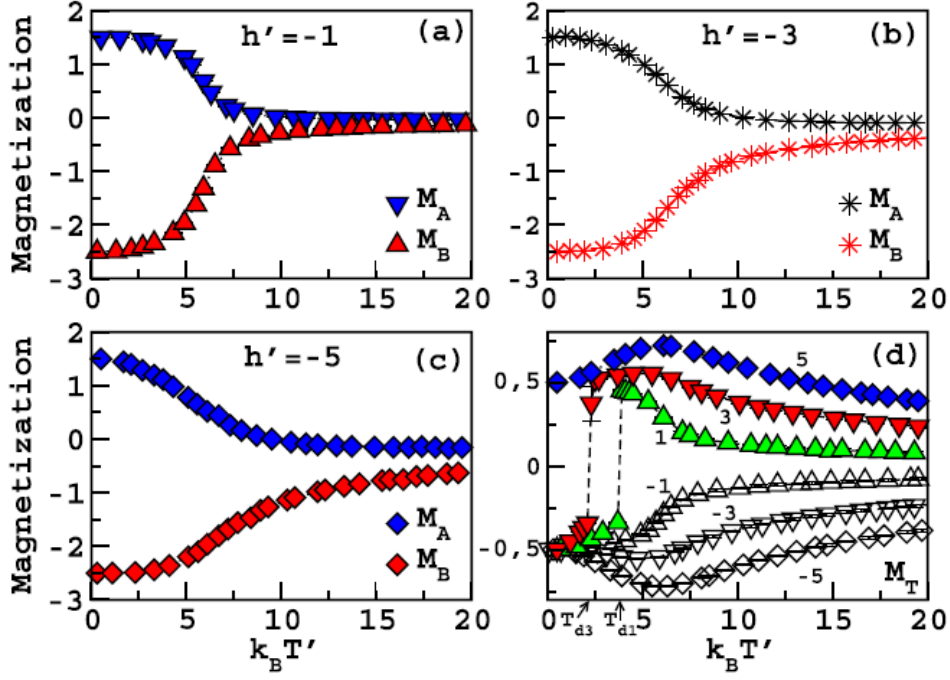 2
1
0
-1
-2
-3
Magnetization
h'=-1
(a)
M_A
M_B
0 5 10 15 20
2
1
0
-1
-2
-3
Magnetization
h'=-3
(b)
M_A
M_B
0 5 10 15 20
2
1
0
-1
-2
-3
Magnetization
h'=-5
(c)
M_A
M_B
0 5 10 15 20
k_BT'
0,5
0
-0,5
(d)
5
3
1
-1
-3
-5
M_T
0 5 10 15 20
T_d3
T_d1
k_BT'